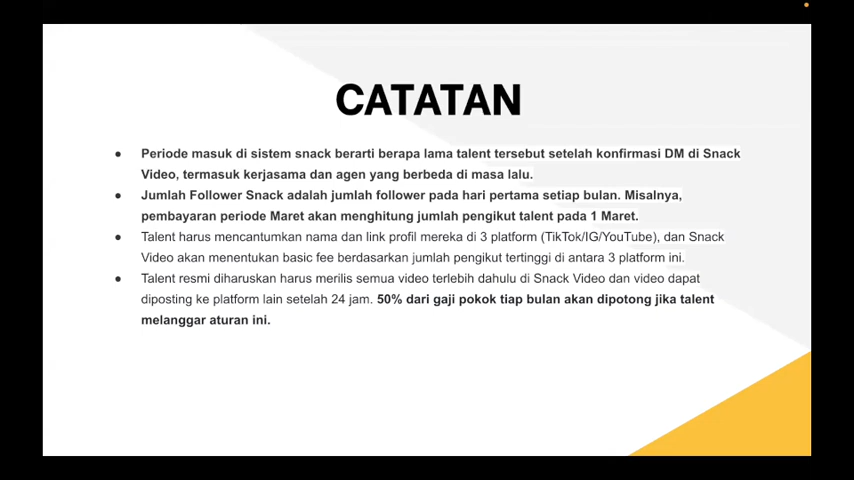 CATATAN
● Periode masuk di sistem snack berarti berapa lama talent tersebut setelah konfirmasi DM di Snack
Video, termasuk kerjasama dan agen yang berbeda di masa lalu.
● Jumlah Follower Snack adalah jumlah follower pada hari pertama setiap bulan. Misalnya,
pembayaran periode Maret akan menghitung jumlah pengikut talent pada 1 Maret.
● Talent harus mencantumkan nama dan link profil mereka di 3 platform (TikTok/IG/YouTube), dan Snack
Video akan menentukan basic fee berdasarkan jumlah pengikut tertinggi di antara 3 platform ini.
● Talent resmi diharuskan harus merilis semua video terlebih dahulu di Snack Video dan video dapat
diposting ke platform lain setelah 24 jam. 50% dari gaji pokok tiap bulan akan dipotong jika talent
melanggar aturan ini.